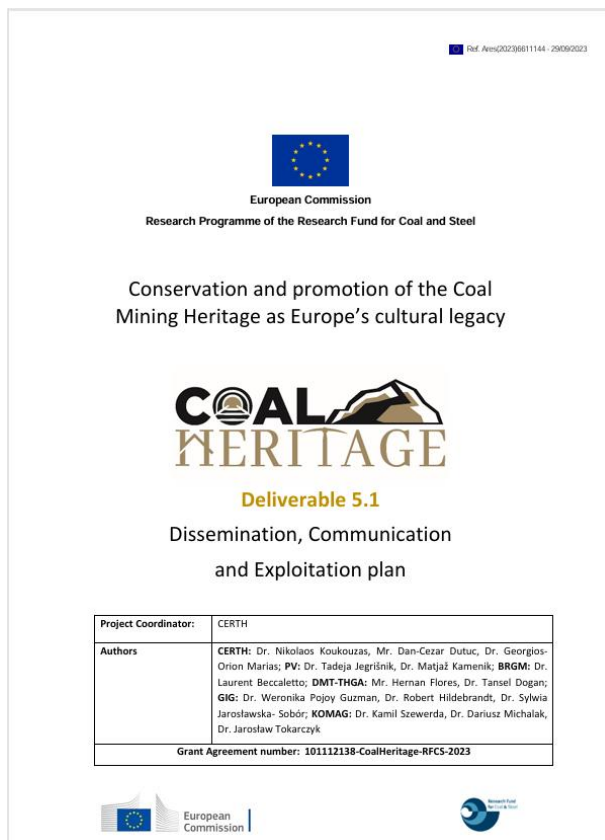 Ref. Ares(2023)6611144 - 29/09/2023
European Commission
Research Programme of the Research Fund for Coal and Steel
Conservation and promotion of the Coal
Mining Heritage as Europe's cultural legacy
COAL
HERITAGE
Deliverable 5.1
Dissemination, Communication
and Exploitation plan
Project Coordinator: CERTH
Authors CERTH: Dr. Nikolaos Koukouzas, Mr. Dan-Cezar Dutuc, Dr. Georgios-
Orion Marias; PV: Dr. Tadeja Jegrišnik, Dr. Matjaž Kamenik; BRGM: Dr.
Laurent Beccaletto; DMT-THGA: Mr. Hernan Flores, Dr. Tansel Dogan;
GIG: Dr. Weronika Pojoy Guzman, Dr. Robert Hildebrandt, Dr. Sylwia
Jarosławska- Sobór; KOMAG: Dr. Kamil Szewerda, Dr. Dariusz Michalak,
Dr. Jarosław Tokarczyk
Grant Agreement number: 101112138-CoalHeritage-RFCS-2023
European
Commission
Research Fund
for Coal & Steel